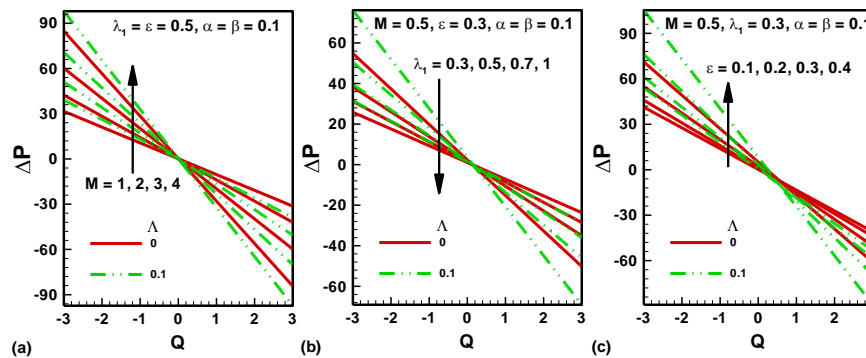 λ₁ = ε = 0.5, α = β = 0.1
M = 1, 2, 3, 4
Λ
0
0.1
ΔP
90
60
30
0
-30
-60
-90
-3 -2 -1 0 1 2 3
Q
(a)
M = 0.5, ε = 0.3, α = β = 0.1
λ₁ = 0.3, 0.5, 0.7, 1
Λ
0
0.1
ΔP
60
40
20
0
-20
-40
-60
-3 -2 -1 0 1 2 3
Q
(b)
M = 0.5, λ₁ = 0.3, α = β = 0.1
ε = 0.1, 0.2, 0.3, 0.4
Λ
0
0.1
ΔP
90
60
30
0
-30
-60
-3 -2 -1 0 1 2
Q
(c)